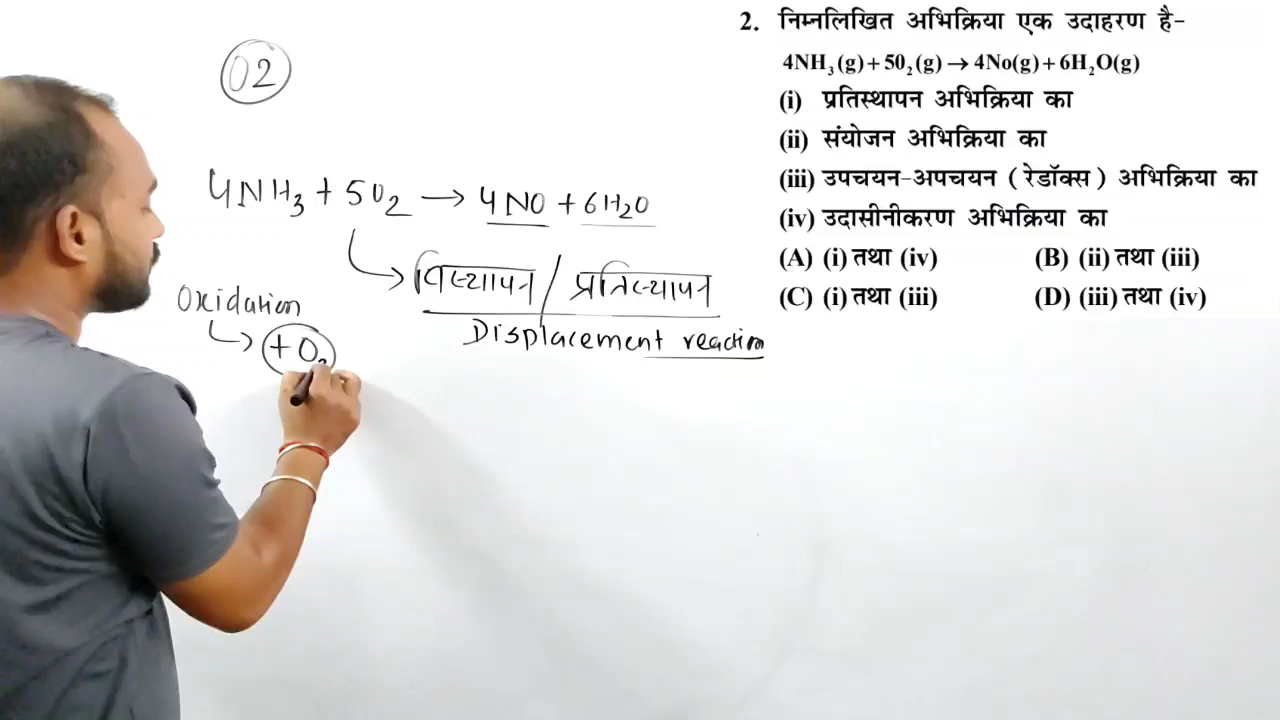 2. निम्नलिखित अभिक्रिया एक उदाहरण है-
4NH₃(g)+50₂(g)→4No(g)+6H₂O(g)
(i) प्रतिस्थापन अभिक्रिया का
(ii) संयोजन अभिक्रिया का
(iii) उपचयन-अपचयन (रेडॉक्स) अभिक्रिया का
(iv) उदासीनीकरण अभिक्रिया का
(A) (i) तथा (iv) (B) (ii) तथा (iii)
(C) (i) तथा (iii) (D) (iii) तथा (iv)
02
4NH₃ + 5O₂ → 4NO + 6H₂O
विस्थापन / प्रतिस्थापन
Displacement reaction
Oxidation
+ O₂